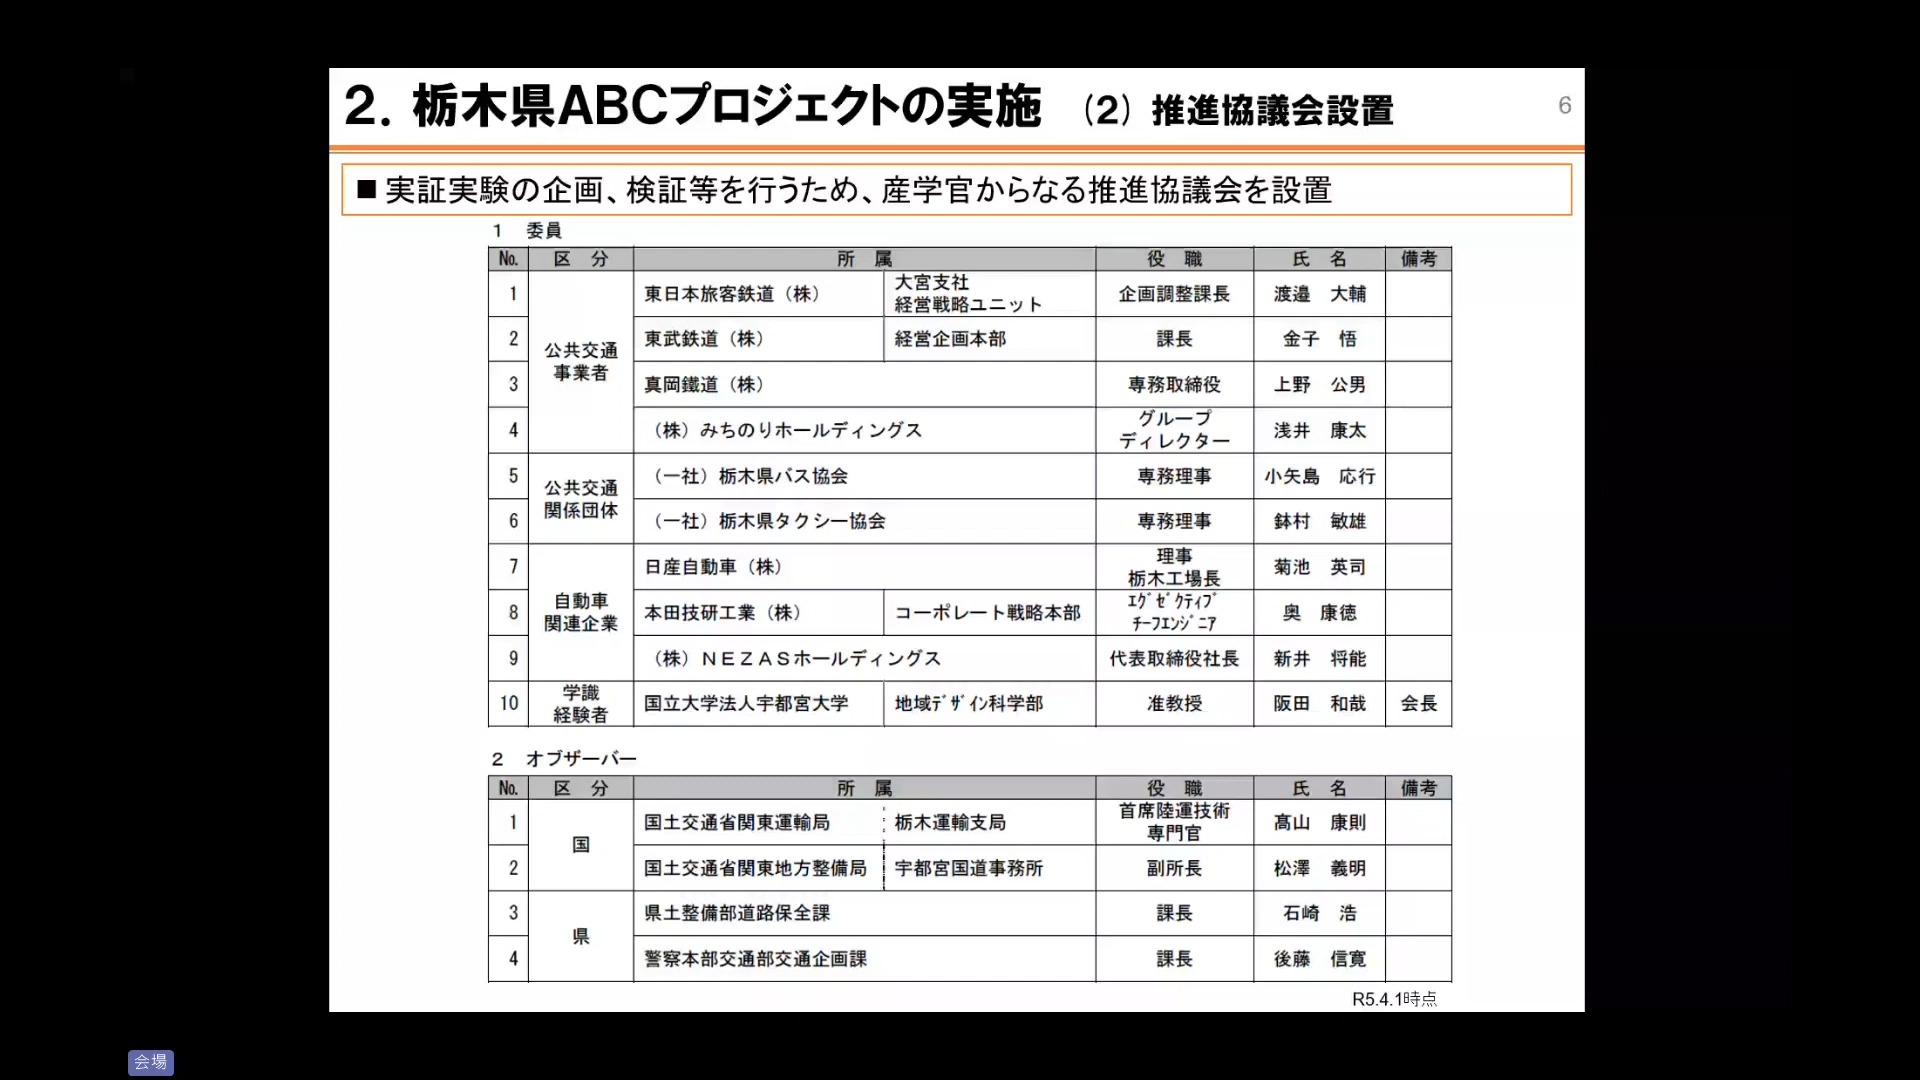 2. 栃木県ABCプロジェクトの実施 (2) 推進協議会設置 6
■ 実証実験の企画、検証等を行うため、産学官からなる推進協議会を設置
1 委員
No. 区 分 所 属 役 職 氏 名 備考
1 公共交通事業者 東日本旅客鉄道（株） 大宮支社 経営戦略ユニット 企画調整課長 渡邉 大輔
2 東武鉄道（株） 経営企画本部 課長 金子 悟
3 真岡鐵道（株） 専務取締役 上野 公男
4 （株）みちのりホールディングス グループディレクター 浅井 康太
5 公共交通関係団体 （一社）栃木県バス協会 専務理事 小矢島 応行
6 （一社）栃木県タクシー協会 専務理事 鉢村 敏雄
7 自動車関連企業 日産自動車（株） 理事 栃木工場長 菊池 英司
8 本田技研工業（株） コーポレート戦略本部 ｴｸﾞｾﾞｸﾃｨﾌﾞ ﾁｰﾌｴﾝｼﾞﾆｱ 奥 康徳
9 （株）ＮＥＺＡＳホールディングス 代表取締役社長 新井 将能
10 学識経験者 国立大学法人宇都宮大学 地域ﾃﾞｻﾞｲﾝ科学部 准教授 阪田 和哉 会長
2 オブザーバー
No. 区 分 所 属 役 職 氏 名 備考
1 国 国土交通省関東運輸局 栃木運輸支局 首席陸運技術専門官 髙山 康則
2 国土交通省関東地方整備局 宇都宮国道事務所 副所長 松澤 義明
3 県 県土整備部道路保全課 課長 石崎 浩
4 警察本部交通部交通企画課 課長 後藤 信寛
R5.4.1時点
会場